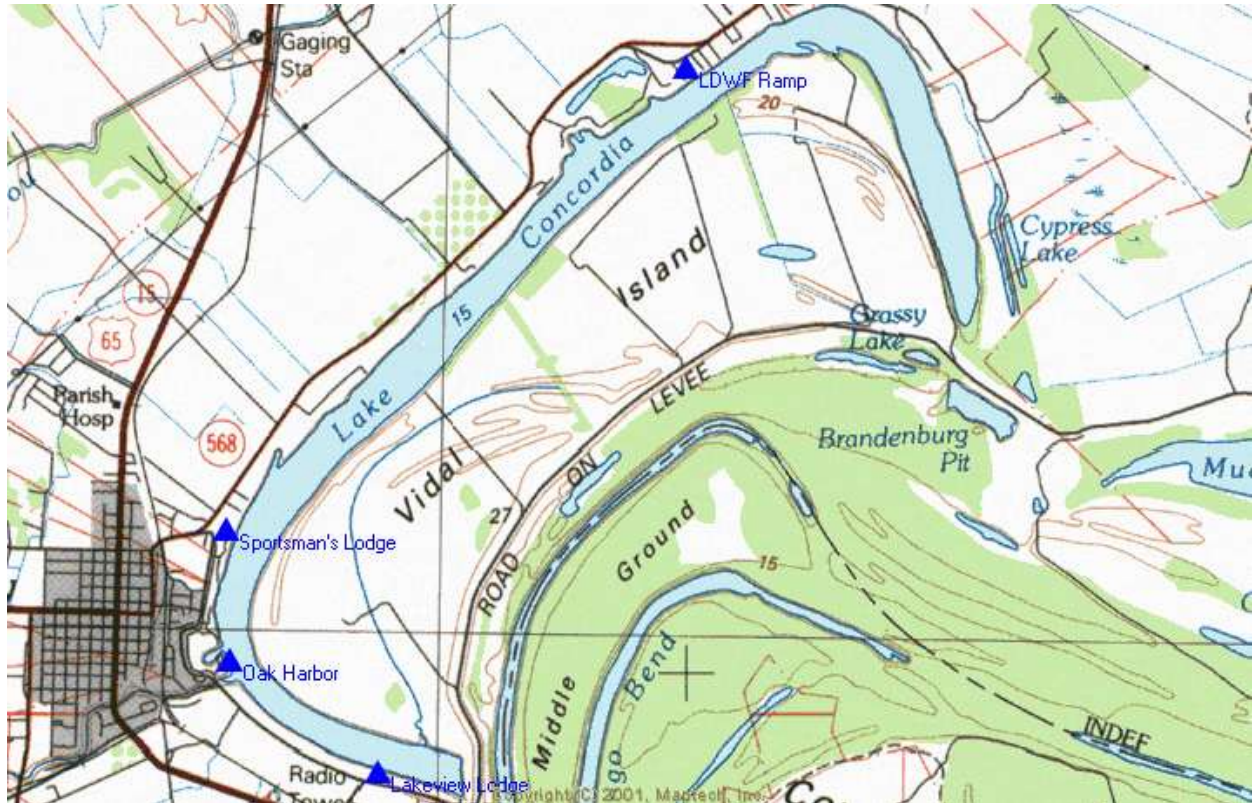 Gaging
Sta
LDWF Ramp
20
ou
Lake Concordia
15
Cypress
Lake
Vidal Island
15
65
Grassy
Lake
Parish
Hosp
568
ROAD ON LEVEE
27
Brandenburg
Pit
Sportsman's Lodge
Middle Ground
15
Bend
Oak Harbor
INDEF
Radio
Tower
Lakeview Lodge
Copyright (C) 2001, Maptech, Inc.